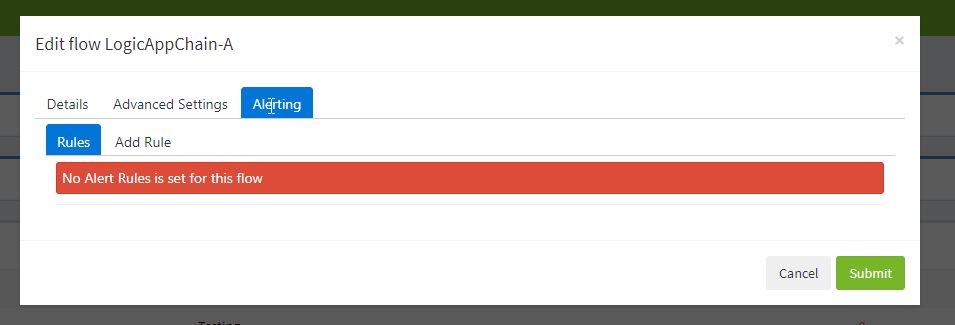 Edit flow LogicAppChain-A
×
Details Advanced Settings Alerting
Rules Add Rule
No Alert Rules is set for this flow
Cancel Submit